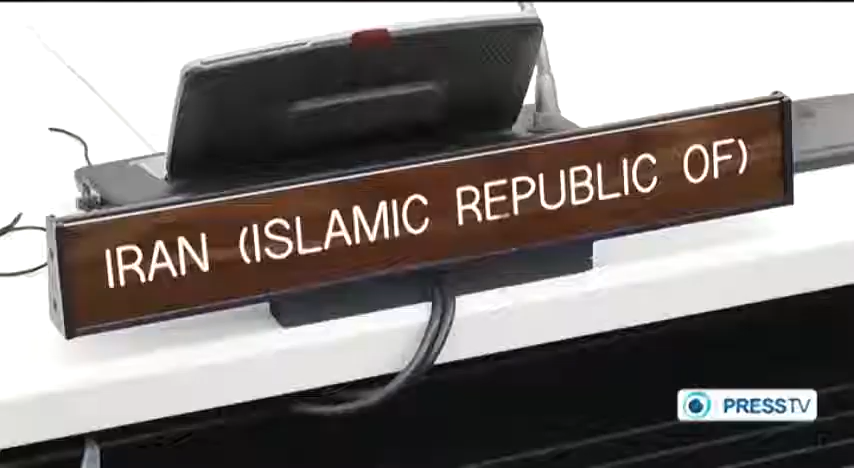 IRAN (ISLAMIC REPUBLIC OF)
PRESSTV